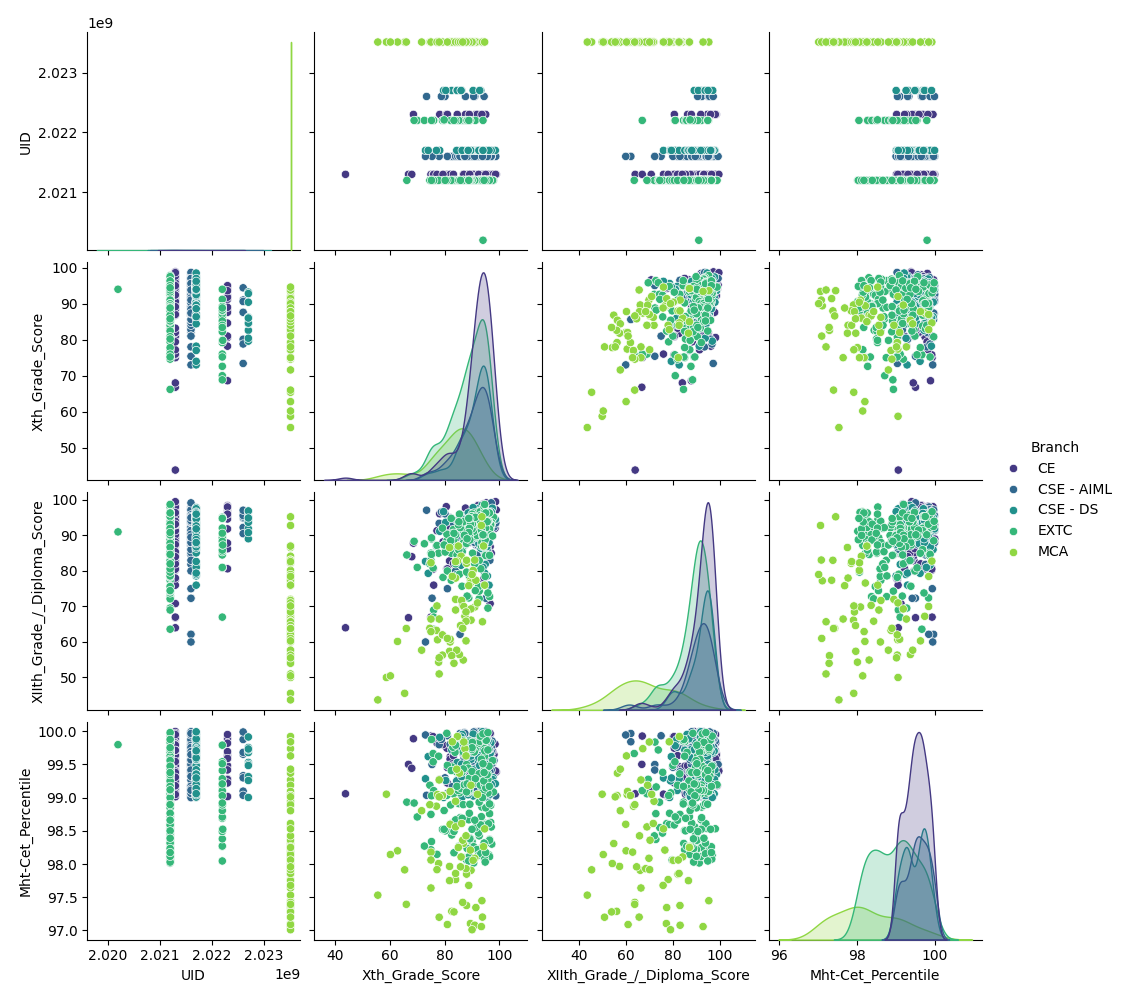 1e9
2.023
2.022
2.021
UID
100
90
80
70
60
50
Xth_Grade_Score
100
90
80
70
60
50
XIIth_Grade_/_Diploma_Score
100.0
99.5
99.0
98.5
98.0
97.5
97.0
Mht-Cet_Percentile
2.020 2.021 2.022 2.023
1e9
UID
40 60 80 100
Xth_Grade_Score
40 60 80 100
XIIth_Grade_/_Diploma_Score
96 98 100
Mht-Cet_Percentile
Branch
CE
CSE - AIML
CSE - DS
EXTC
MCA